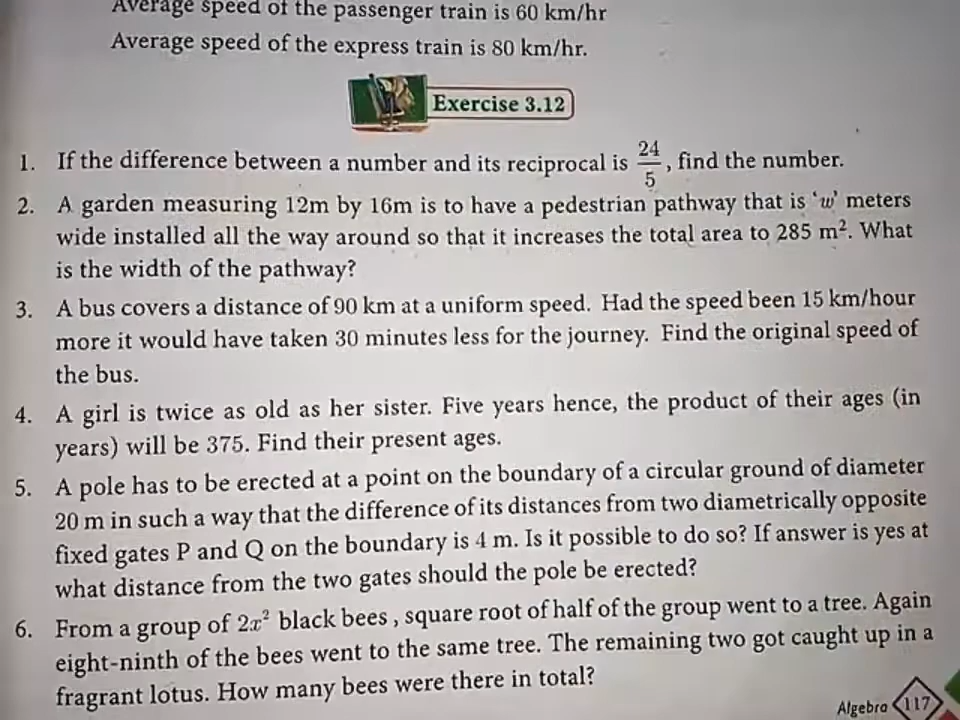 Average speed of the passenger train is 60 km/hr
Average speed of the express train is 80 km/hr.
Exercise 3.12
1. If the difference between a number and its reciprocal is 24/5, find the number.
2. A garden measuring 12m by 16m is to have a pedestrian pathway that is ‘w’ meters
wide installed all the way around so that it increases the total area to 285 m². What
is the width of the pathway?
3. A bus covers a distance of 90 km at a uniform speed. Had the speed been 15 km/hour
more it would have taken 30 minutes less for the journey. Find the original speed of
the bus.
4. A girl is twice as old as her sister. Five years hence, the product of their ages (in
years) will be 375. Find their present ages.
5. A pole has to be erected at a point on the boundary of a circular ground of diameter
20 m in such a way that the difference of its distances from two diametrically opposite
fixed gates P and Q on the boundary is 4 m. Is it possible to do so? If answer is yes at
what distance from the two gates should the pole be erected?
6. From a group of 2x² black bees , square root of half of the group went to a tree. Again
eight-ninth of the bees went to the same tree. The remaining two got caught up in a
fragrant lotus. How many bees were there in total?
Algebra 117